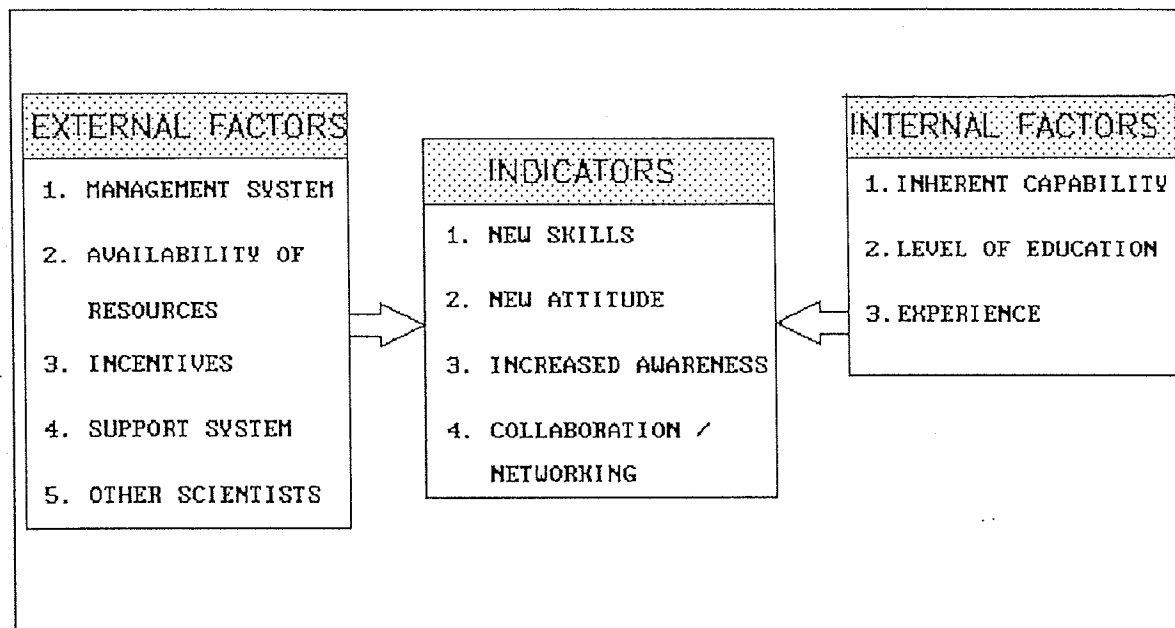 EXTERNAL FACTORS
1. MANAGEMENT SYSTEM
2. AVAILABILITY OF
RESOURCES
3. INCENTIVES
4. SUPPORT SYSTEM
5. OTHER SCIENTISTS
INDICATORS
1. NEW SKILLS
2. NEW ATTITUDE
3. INCREASED AWARENESS
4. COLLABORATION /
NETWORKING
INTERNAL FACTORS
1. INHERENT CAPABILITY
2. LEVEL OF EDUCATION
3. EXPERIENCE